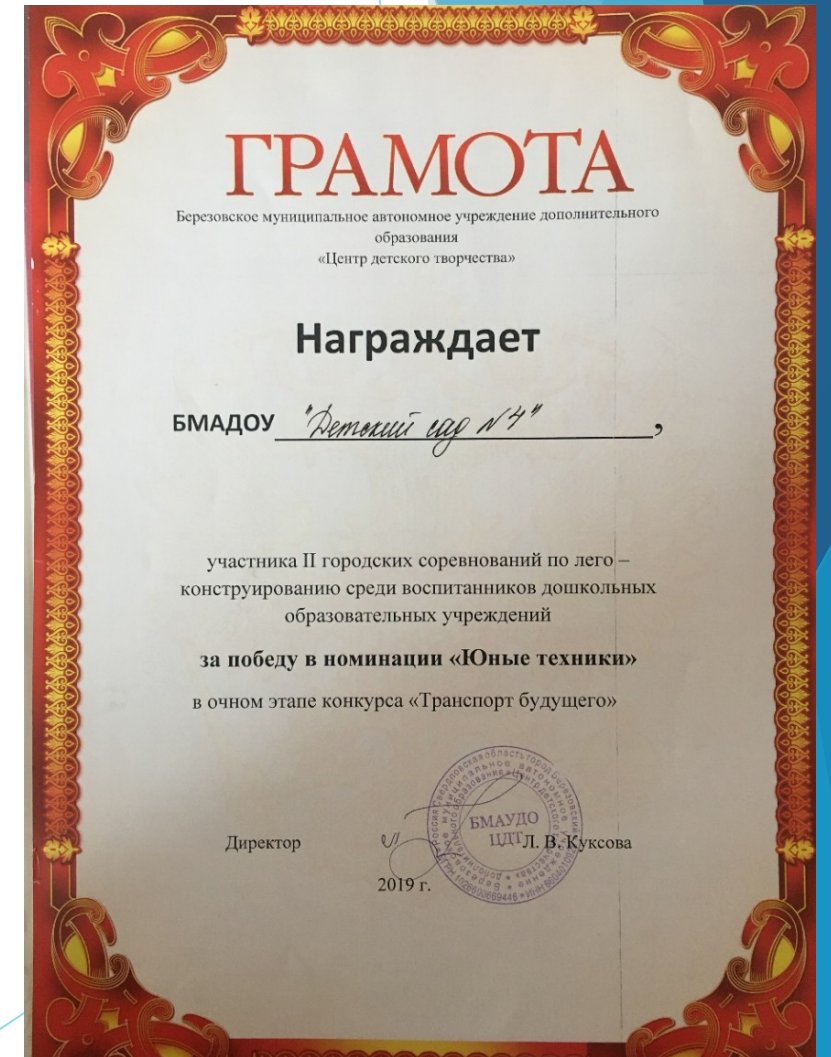 ГРАМОТА
Березовское муниципальное автономное учреждение дополнительного
образования
«Центр детского творчества»
Награждает
БМАДОУ "Детский сад №4",
участника II городских соревнований по лего –
конструированию среди воспитанников дошкольных
образовательных учреждений
за победу в номинации «Юные техники»
в очном этапе конкурса «Транспорт будущего»
БМАУДО
ЦДТ
Директор Л. В. Куксова
2019 г.